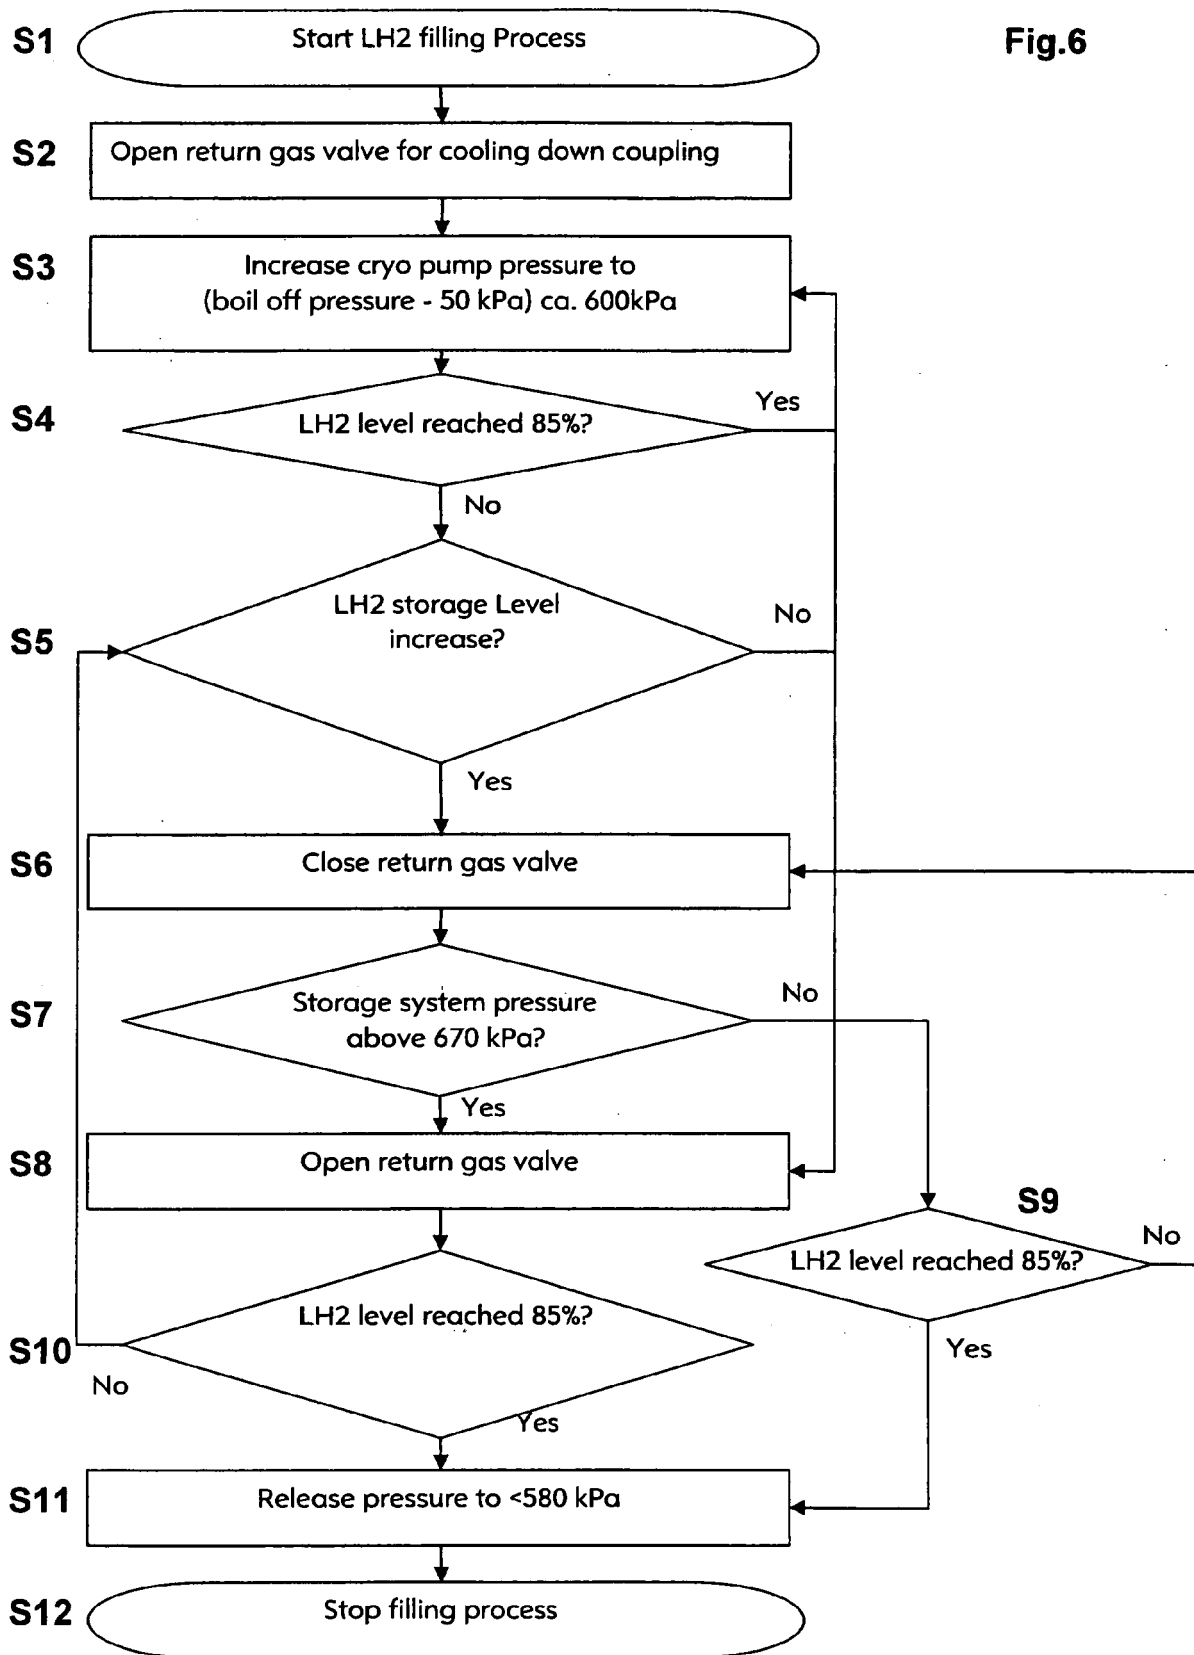 S1
Start LH2 filling Process
Fig.6
S2
Open return gas valve for cooling down coupling
S3
Increase cryo pump pressure to
(boil off pressure - 50 kPa) ca. 600kPa
S4
LH2 level reached 85%?
Yes
No
S5
LH2 storage Level
increase?
No
Yes
S6
Close return gas valve
S7
Storage system pressure
above 670 kPa?
No
Yes
S8
Open return gas valve
S9
LH2 level reached 85%?
No
Yes
S10
LH2 level reached 85%?
No
Yes
S11
Release pressure to <580 kPa
S12
Stop filling process